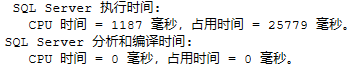 SQL Server 执行时间:
CPU 时间 = 1187 毫秒，占用时间 = 25779 毫秒。
SQL Server 分析和编译时间:
CPU 时间 = 0 毫秒，占用时间 = 0 毫秒。